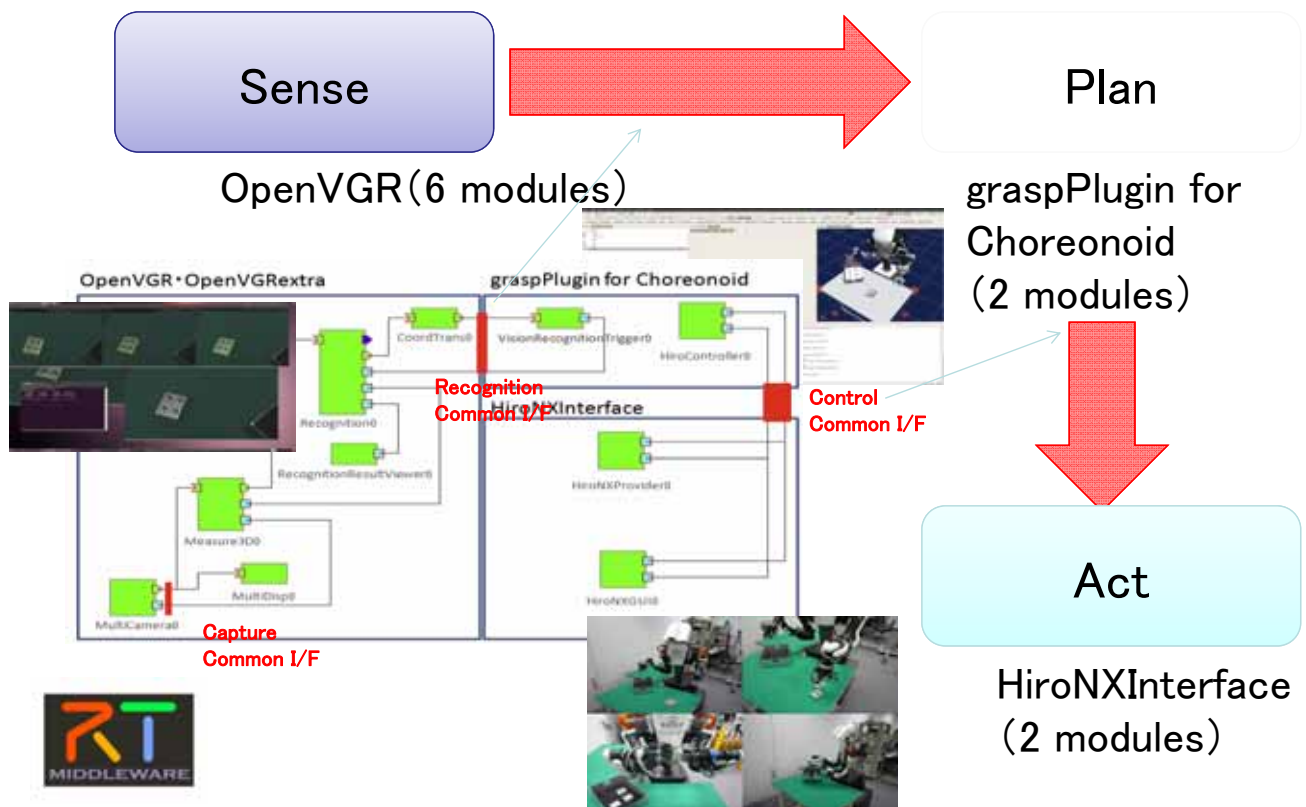 Sense
Plan
OpenVGR(6 modules)
graspPlugin for
Choreonoid
(2 modules)
OpenVGR・OpenVGRextra
graspPlugin for Choreonoid
CoordTrans0
VisionRecognitionTrigger0
HiroController0
Recognition
Common I/F
HiroNXInterface
Control
Common I/F
Recognition0
RecognitionResultViewer0
HiroNXProvider0
Measure3D0
Act
MultiDisp0
HiroNXGUI0
MultiCamera0
Capture
Common I/F
HiroNXInterface
(2 modules)
RT
MIDDLEWARE